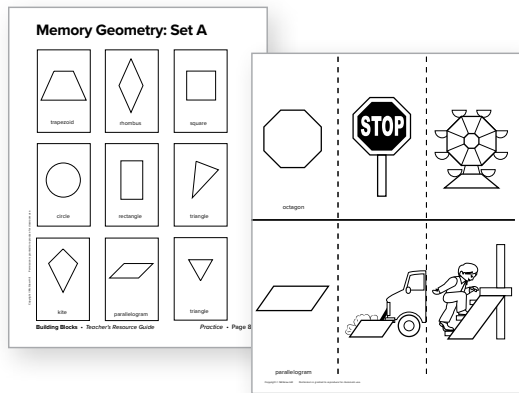 Memory Geometry: Set A
trapezoid
rhombus
square
circle
rectangle
triangle
kite
parallelogram
triangle
Building Blocks • Teacher's Resource Guide
Practice • Page 8
octagon
STOP
parallelogram